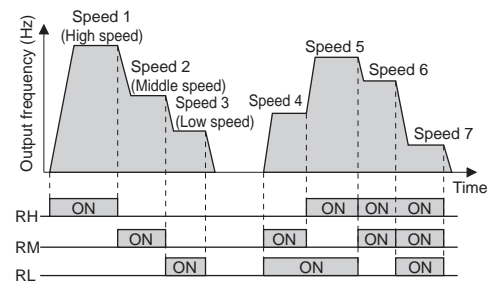 Output frequency (Hz)
Speed 1
(High speed)
Speed 2
(Middle speed)
Speed 3
(Low speed)
Speed 4
Speed 5
Speed 6
Speed 7
Time
RH ON ON ON ON
RM ON ON ON ON
RL ON ON ON